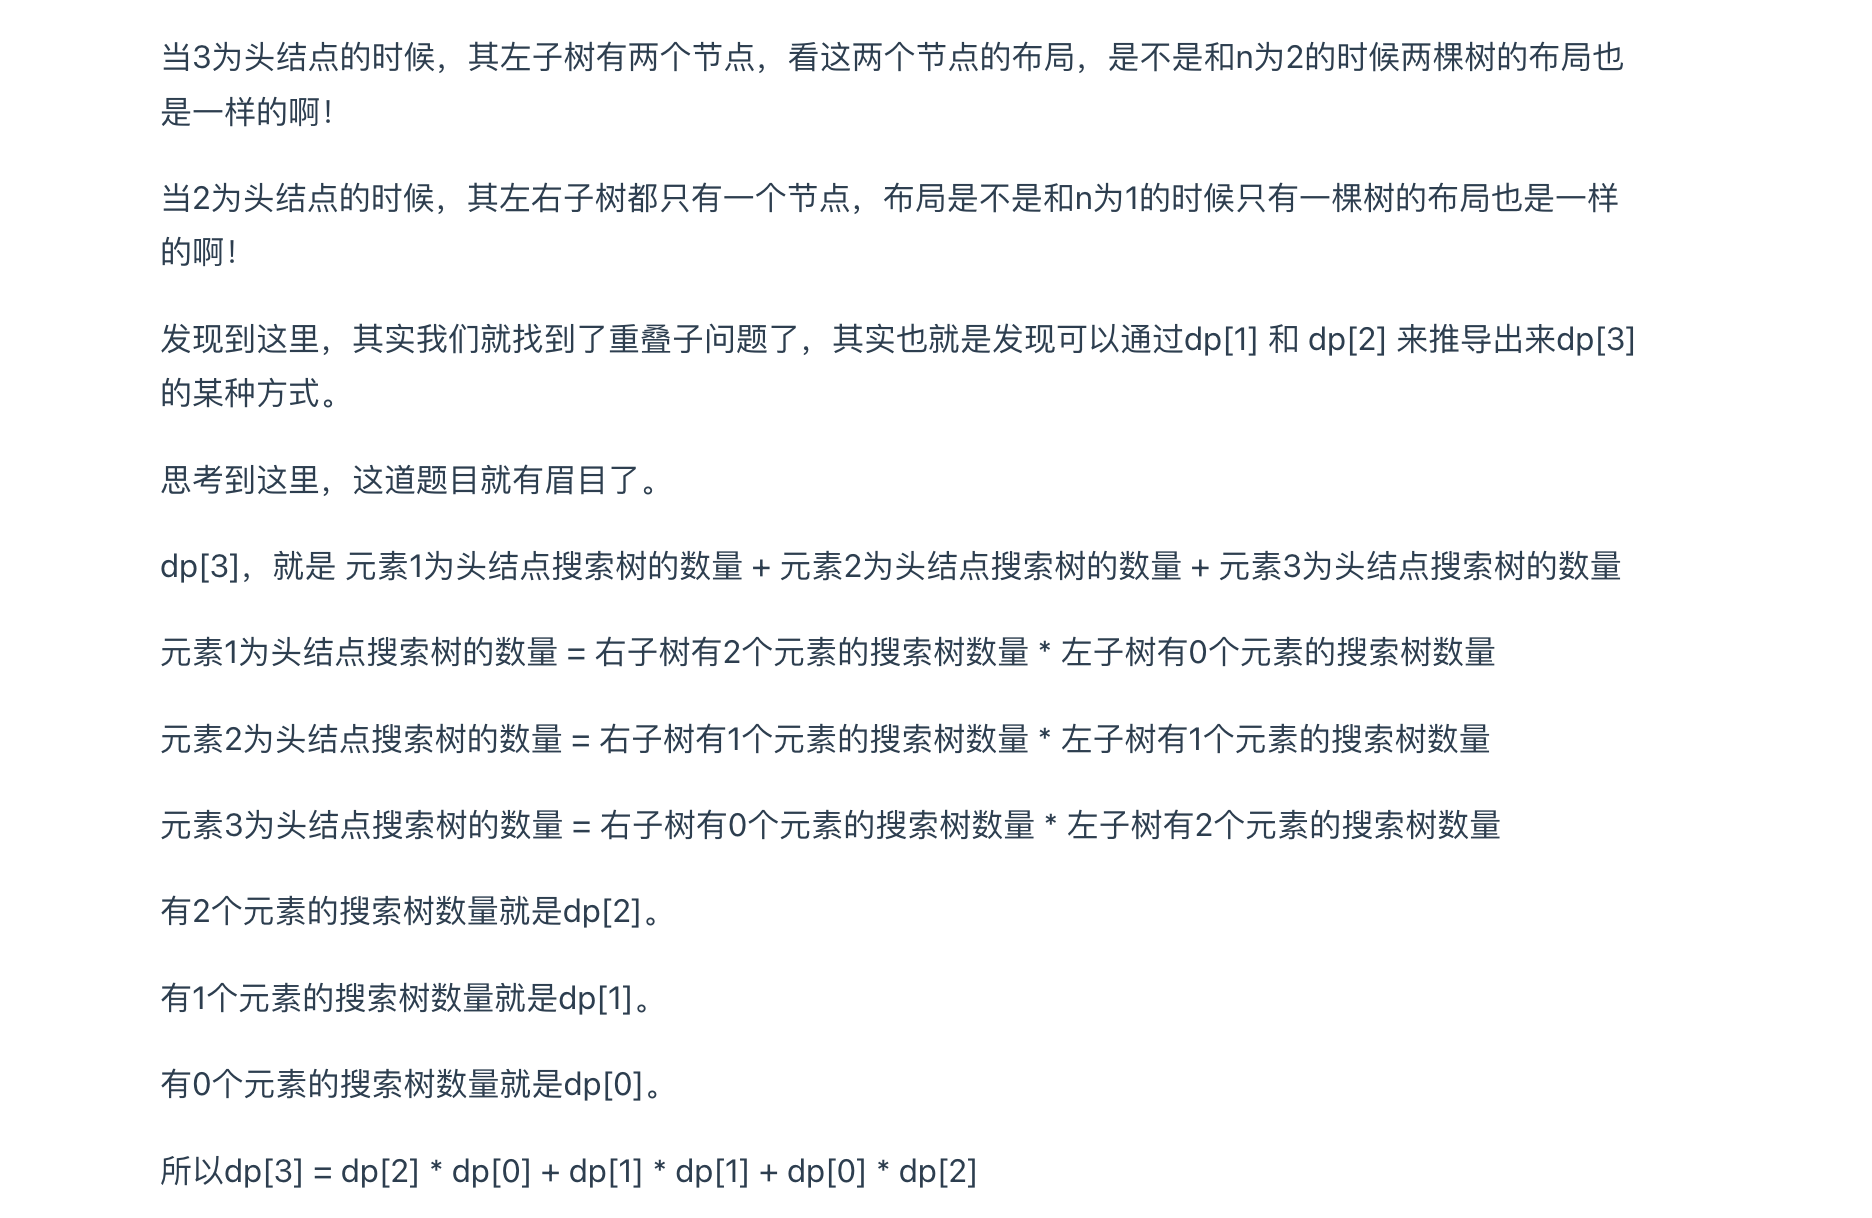 当3为头结点的时候，其左子树有两个节点，看这两个节点的布局，是不是和n为2的时候两棵树的布局也
是一样的啊！
当2为头结点的时候，其左右子树都只有一个节点，布局是不是和n为1的时候只有一棵树的布局也是一样
的啊！
发现到这里，其实我们就找到了重叠子问题了，其实也就是发现可以通过dp[1] 和 dp[2] 来推导出来dp[3]
的某种方式。
思考到这里，这道题目就有眉目了。
dp[3]，就是 元素1为头结点搜索树的数量 + 元素2为头结点搜索树的数量 + 元素3为头结点搜索树的数量
元素1为头结点搜索树的数量 = 右子树有2个元素的搜索树数量 * 左子树有0个元素的搜索树数量
元素2为头结点搜索树的数量 = 右子树有1个元素的搜索树数量 * 左子树有1个元素的搜索树数量
元素3为头结点搜索树的数量 = 右子树有0个元素的搜索树数量 * 左子树有2个元素的搜索树数量
有2个元素的搜索树数量就是dp[2]。
有1个元素的搜索树数量就是dp[1]。
有0个元素的搜索树数量就是dp[0]。
所以dp[3] = dp[2] * dp[0] + dp[1] * dp[1] + dp[0] * dp[2]